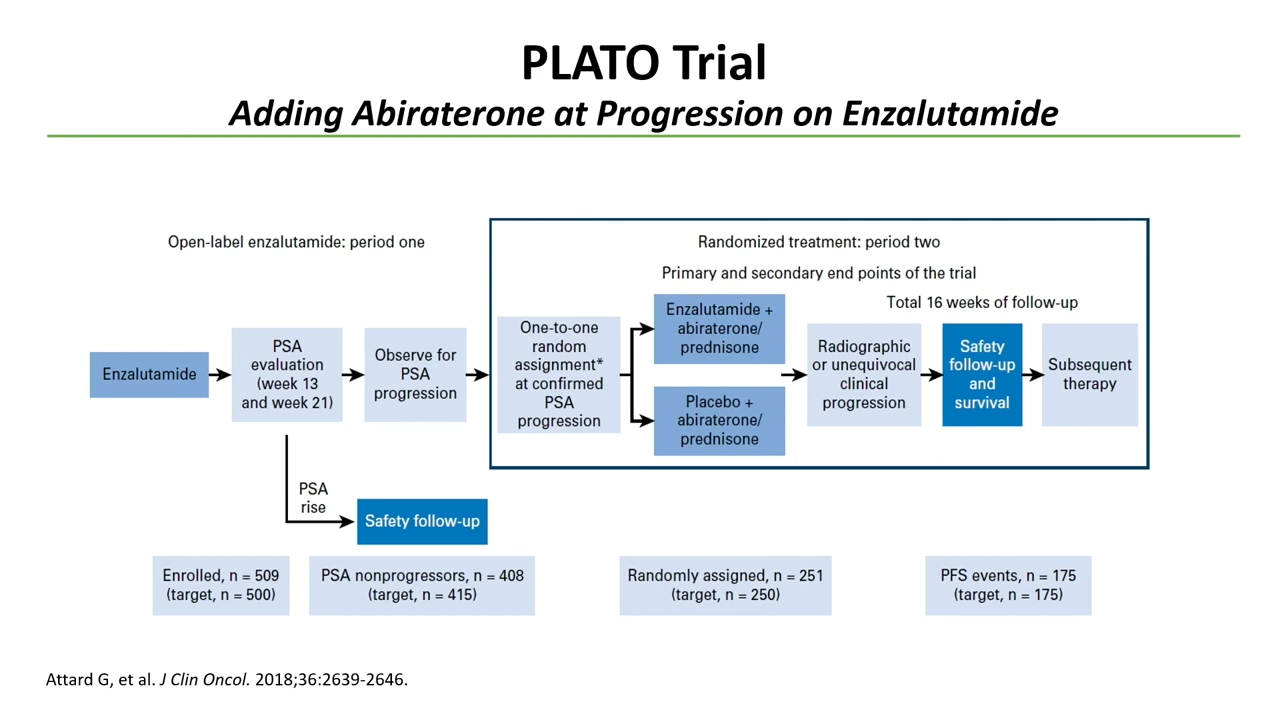 PLATO Trial
Adding Abiraterone at Progression on Enzalutamide
Open-label enzalutamide: period one
Randomized treatment: period two
Primary and secondary end points of the trial
Total 16 weeks of follow-up
Enzalutamide
PSA
evaluation
(week 13
and week 21)
Observe for
PSA
progression
One-to-one
random
assignment*
at confirmed
PSA
progression
Enzalutamide +
abiraterone/
prednisone
Placebo +
abiraterone/
prednisone
Radiographic
or unequivocal
clinical
progression
Safety
follow-up
and
survival
Subsequent
therapy
PSA
rise
Safety follow-up
Enrolled, n = 509
(target, n = 500)
PSA nonprogressors, n = 408
(target, n = 415)
Randomly assigned, n = 251
(target, n = 250)
PFS events, n = 175
(target, n = 175)
Attard G, et al. J Clin Oncol. 2018;36:2639-2646.